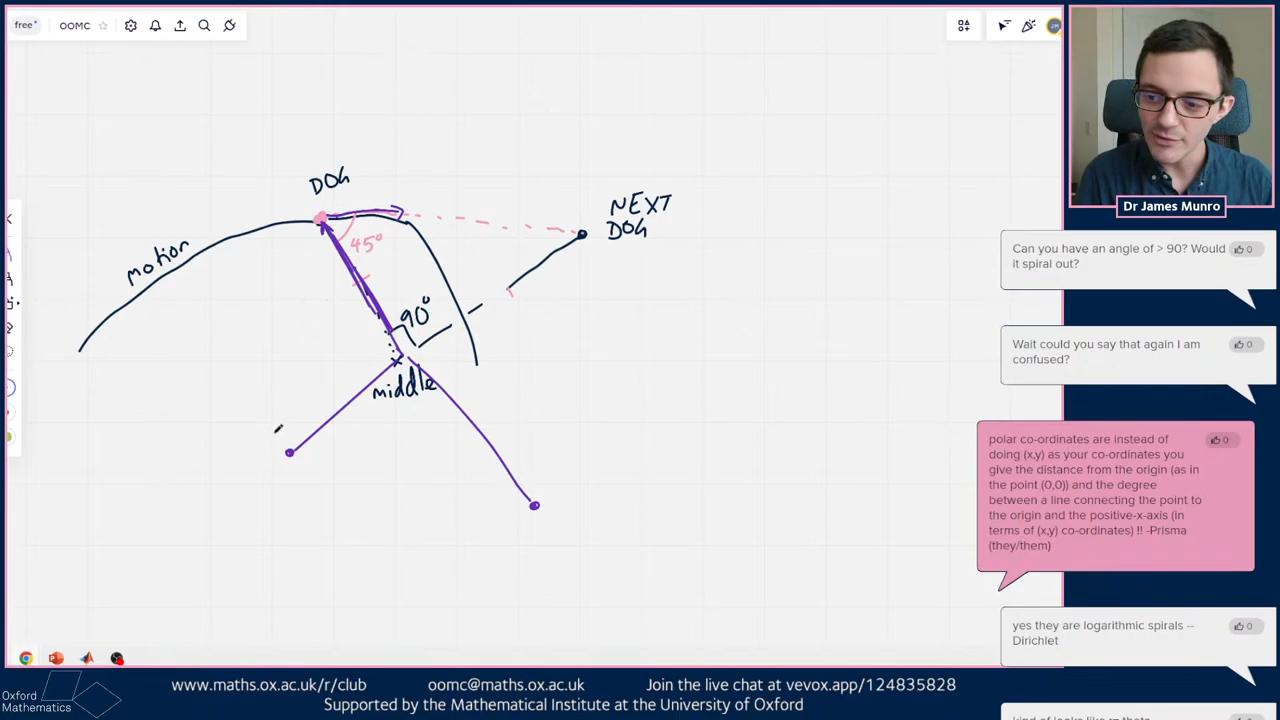 free
OOMC
DOG
NEXT
DOG
motion
45°
90°
middle
Dr James Munro
Can you have an angle of > 90? Would
it spiral out?
0
Wait could you say that again I am
confused?
0
polar co-ordinates are instead of
doing (x,y) as your co-ordinates you
give the distance from the origin (as in
the point (0,0)) and the degree
between a line connecting the point to
the origin and the positive-x-axis (in
terms of (x,y) co-ordinates) !! -Prisma
(they/them)
0
yes they are logarithmic spirals --
Dirichlet
0
Oxford
Mathematics
www.maths.ox.ac.uk/r/club oomc@maths.ox.ac.uk Join the live chat at vevox.app/124835828
Supported by the Mathematical Institute at the University of Oxford